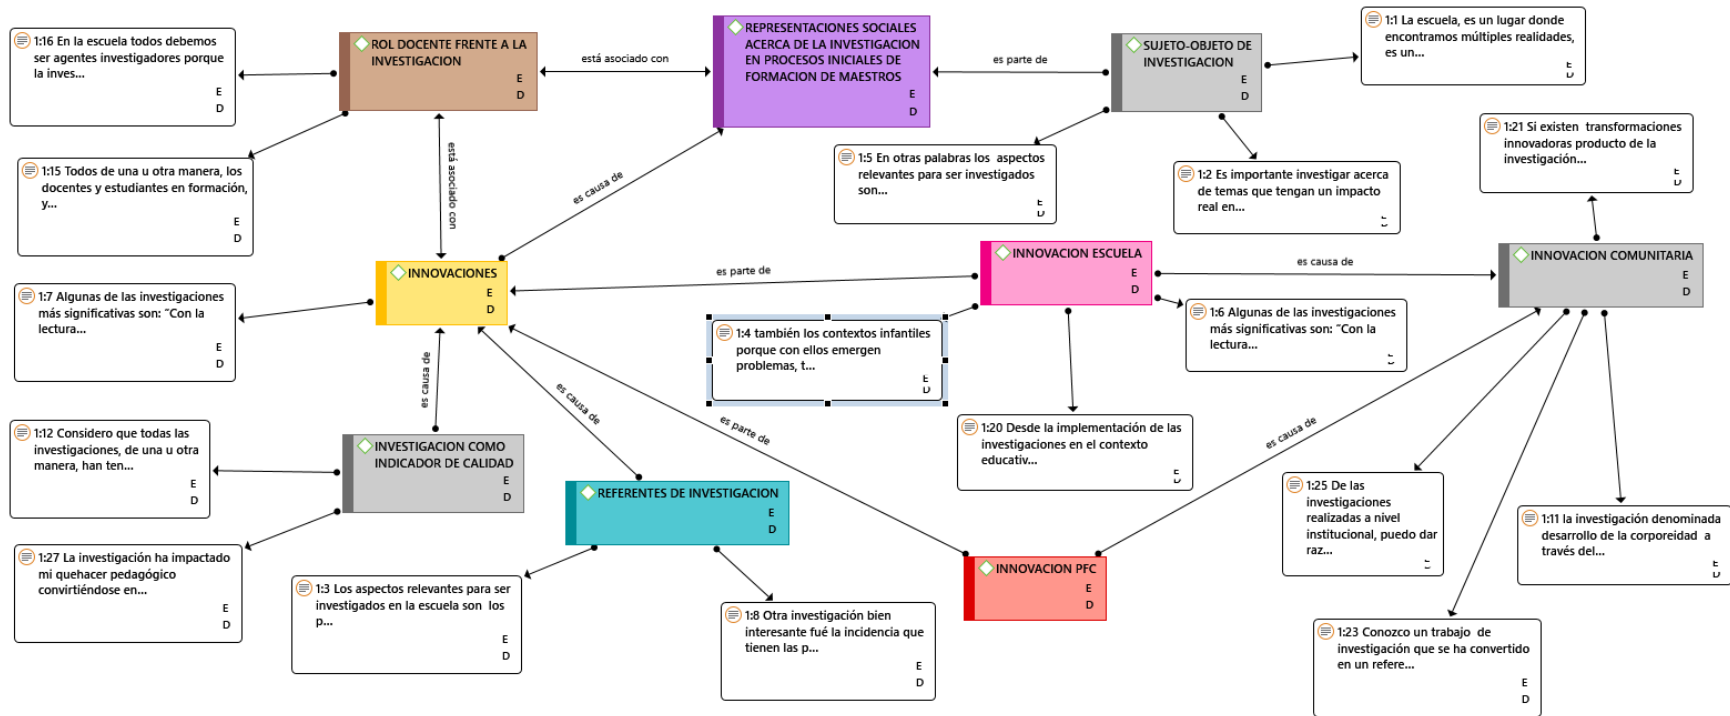 1:16 En la escuela todos debemos
ser agentes investigadores porque
la inves...
E
D
ROL DOCENTE FRENTE A LA
INVESTIGACION
E
D
está asociado con
REPRESENTACIONES SOCIALES
ACERCA DE LA INVESTIGACION
EN PROCESOS INICIALES DE
FORMACION DE MAESTROS
E
D
es parte de
SUJETO-OBJETO DE
INVESTIGACION
E
D
1:1 La escuela, es un lugar donde
encontramos múltiples realidades,
es un...
E
D
1:15 Todos de una u otra manera, los
docentes y estudiantes en formación,
y...
E
D
está asociado con
es causa de
1:5 En otras palabras los aspectos
relevantes para ser investigados
son...
E
D
1:2 Es importante investigar acerca
de temas que tengan un impacto
real en...
E
1:21 Si existen transformaciones
innovadoras producto de la
investigación...
E
D
INNOVACIONES
E
D
es parte de
INNOVACION ESCUELA
E
D
es causa de
INNOVACION COMUNITARIA
E
D
1:7 Algunas de las investigaciones
más significativas son: "Con la
lectura...
E
D
1:4 también los contextos infantiles
porque con ellos emergen
problemas, t...
E
D
1:6 Algunas de las investigaciones
más significativas son: "Con la
lectura...
E
es causa de
es causa de
es parte de
es causa de
1:12 Considero que todas las
investigaciones, de una u otra
manera, han ten...
E
D
INVESTIGACION COMO
INDICADOR DE CALIDAD
E
D
1:20 Desde la implementación de las
investigaciones en el contexto
educativ...
E
D
REFERENTES DE INVESTIGACION
E
D
1:25 De las
investigaciones
realizadas a nivel
institucional, puedo dar
raz...
E
1:11 la investigación denominada
desarrollo de la corporeidad a
través del...
E
D
1:27 La investigación ha impactado
mi quehacer pedagógico
convirtiéndose en...
E
D
1:3 Los aspectos relevantes para ser
investigados en la escuela son los
p...
E
D
1:8 Otra investigación bien
interesante fué la incidencia que
tienen las p...
E
D
INNOVACION PFC
E
D
1:23 Conozco un trabajo de
investigación que se ha convertido
en un refere...
E
D